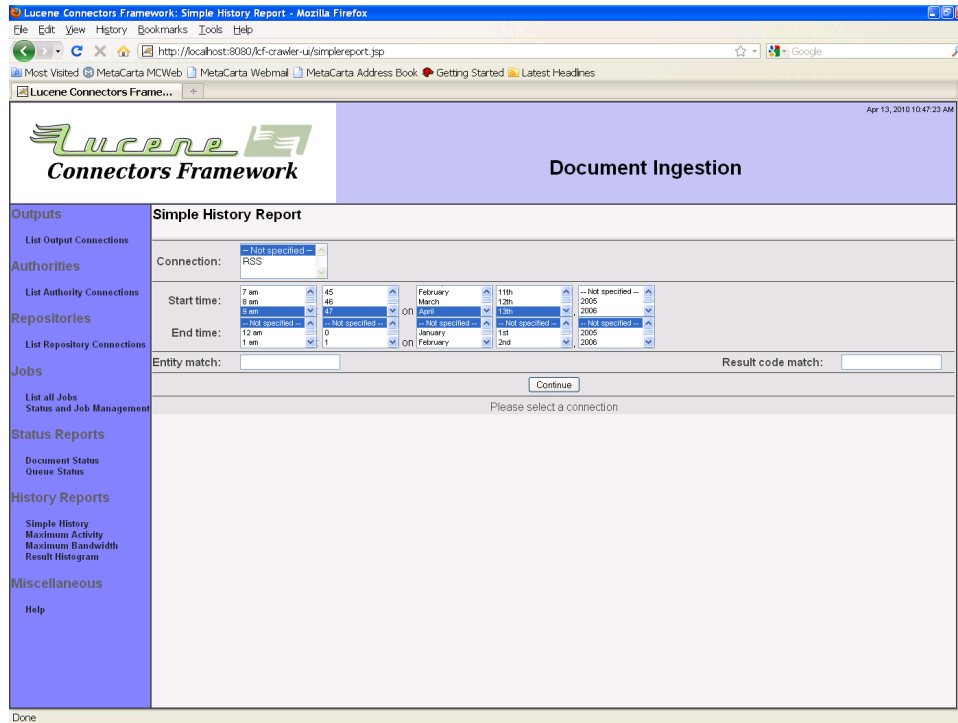 Lucene Connectors Framework: Simple History Report - Mozilla Firefox
File Edit View History Bookmarks Tools Help
http://localhost:8080/lcf-crawler-ui/simplereport.jsp
Google
Most Visited MetaCarta MCWeb MetaCarta Webmail MetaCarta Address Book Getting Started Latest Headlines
Lucene Connectors Frame...
Apr 13, 2010 10:47:23 AM
Lucene
Connectors Framework
Document Ingestion
Outputs
List Output Connections
Authorities
List Authority Connections
Repositories
List Repository Connections
Jobs
List all Jobs
Status and Job Management
Status Reports
Document Status
Queue Status
History Reports
Simple History
Maximum Activity
Maximum Bandwidth
Result Histogram
Miscellaneous
Help
Simple History Report
Connection:
-- Not specified --
RSS
Start time:
7 am 45 February 11th -- Not specified --
8 am 46 March 12th 2005
9 am : 47 on April 13th , 2006
End time:
-- Not specified -- -- Not specified -- -- Not specified -- -- Not specified -- -- Not specified --
12 am 0 January 1st 2005
1 am : 1 on February 2nd , 2006
Entity match: Result code match:
Continue
Please select a connection
Done